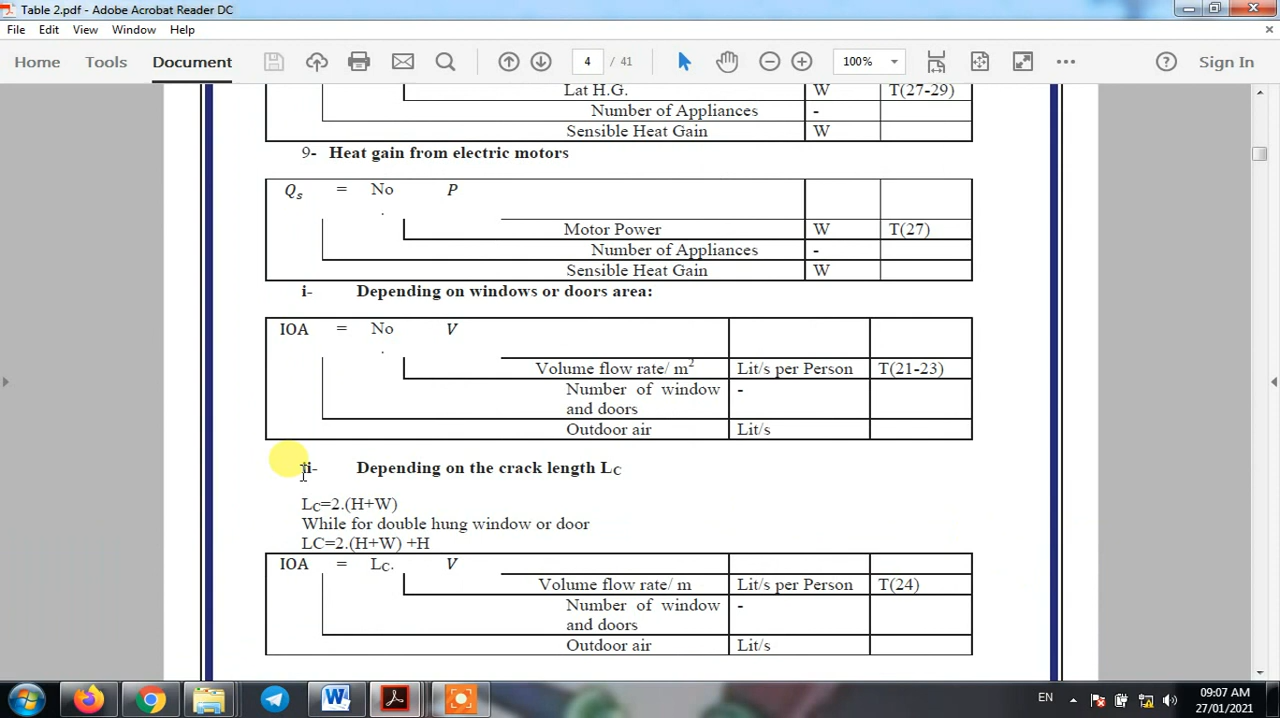 Table 2.pdf - Adobe Acrobat Reader DC
File Edit View Window Help
Home Tools Document 4 / 41 100% Sign In
Lat H.G. W T(27-29)
Number of Appliances -
Sensible Heat Gain W
9- Heat gain from electric motors
Qs = No. P
Motor Power W T(27)
Number of Appliances -
Sensible Heat Gain W
i- Depending on windows or doors area:
IOA = No. V
Volume flow rate/ m² Lit/s per Person T(21-23)
Number of window and doors -
Outdoor air Lit/s
ii- Depending on the crack length LC
LC=2.(H+W)
While for double hung window or door
LC=2.(H+W) +H
IOA = LC. V
Volume flow rate/ m Lit/s per Person T(24)
Number of window and doors -
Outdoor air Lit/s
EN 09:07 AM
27/01/2021